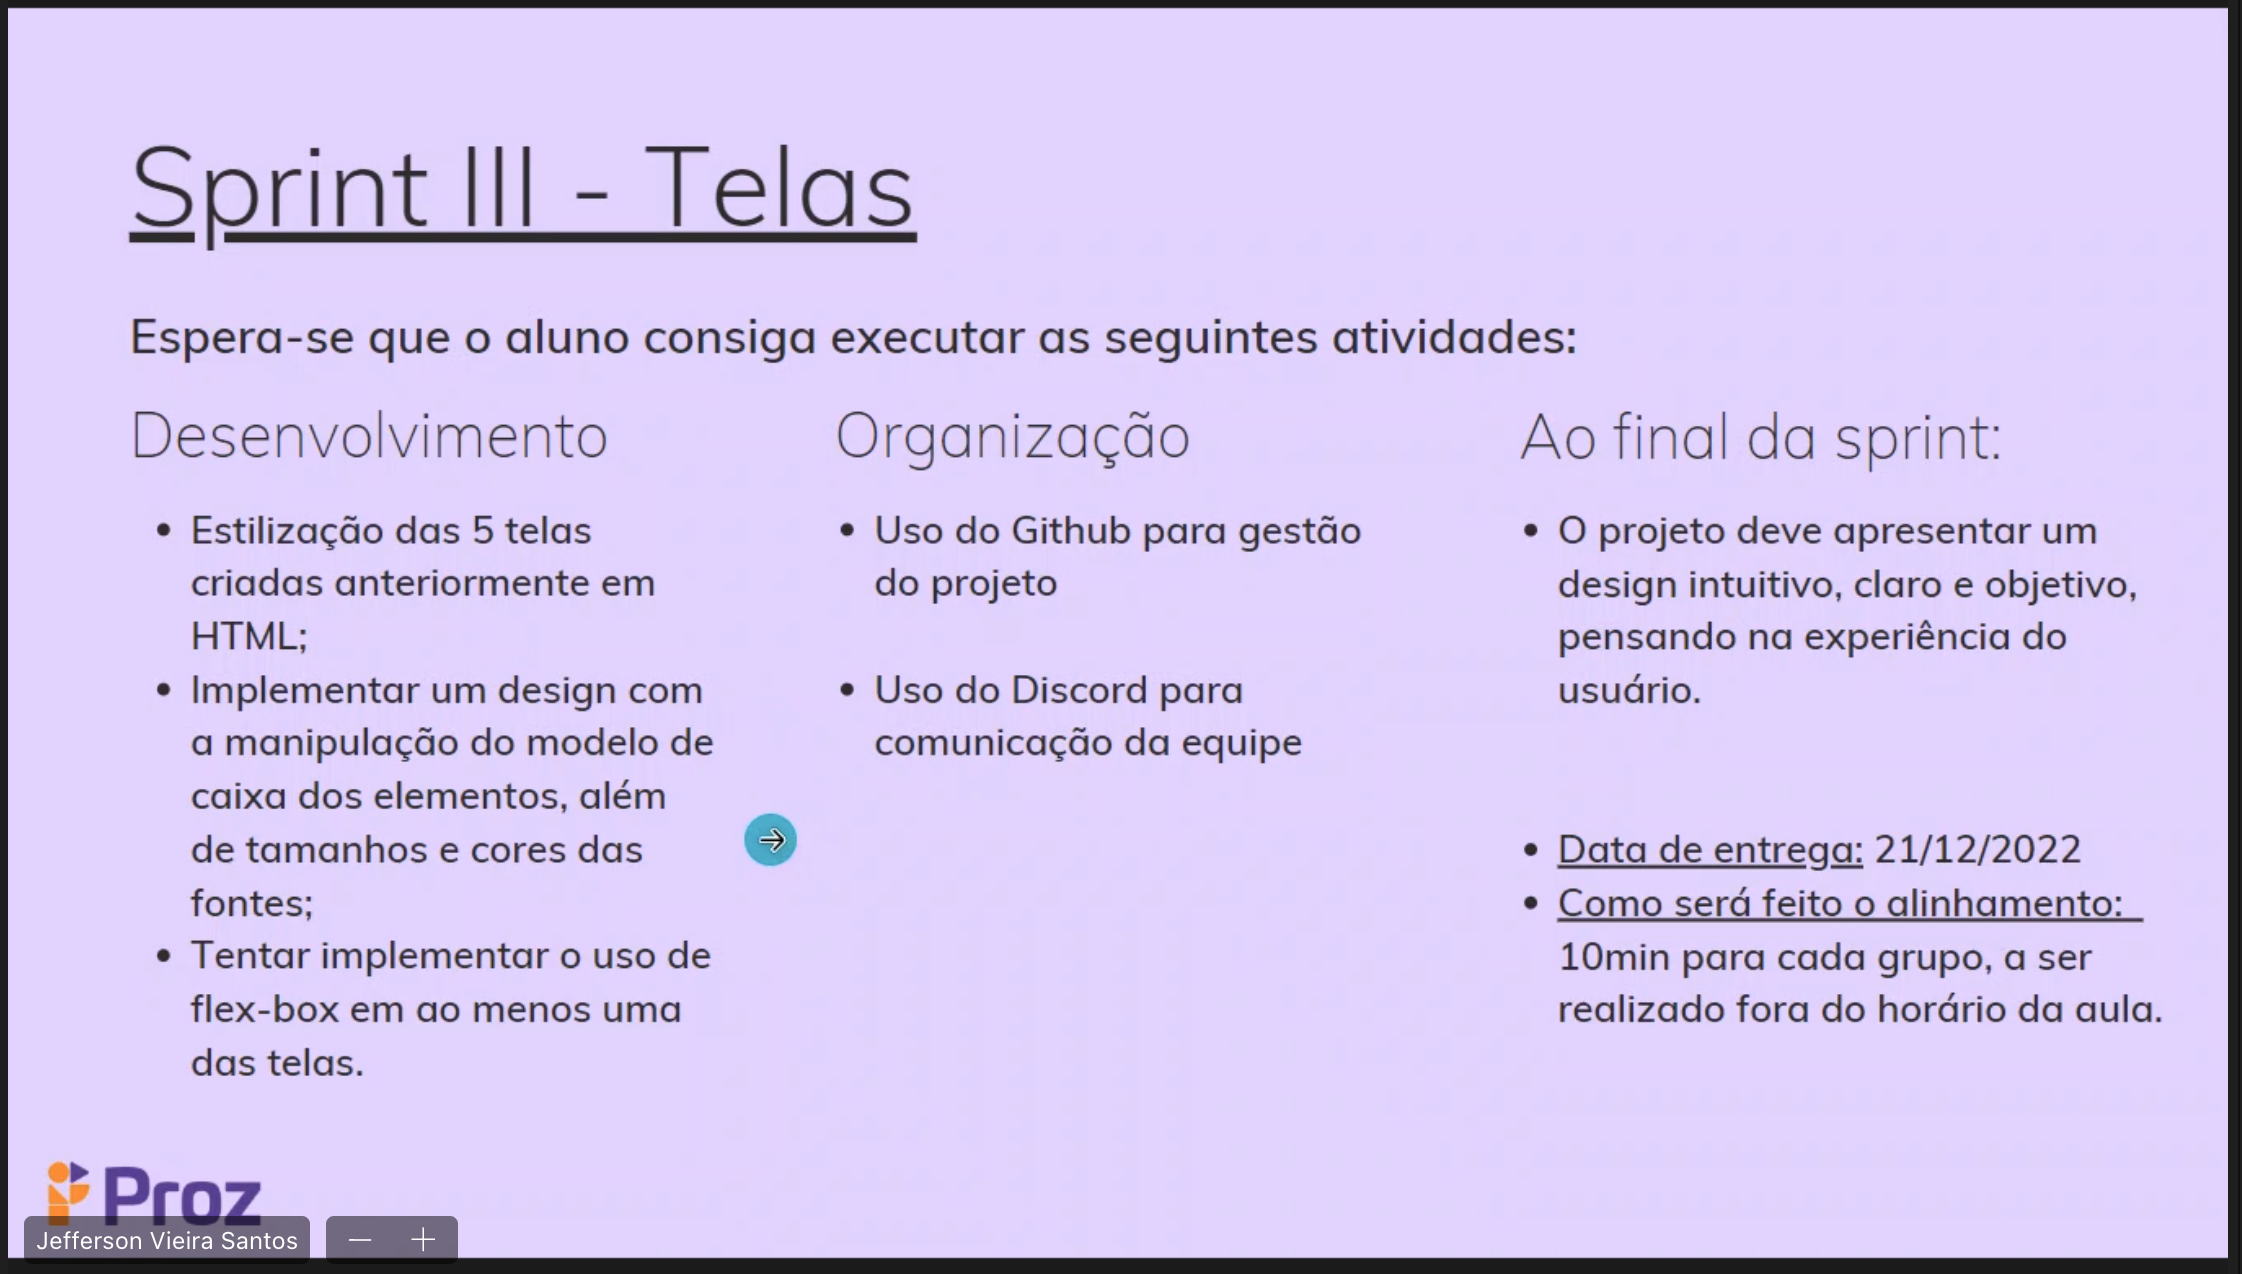 Sprint III - Telas
Espera-se que o aluno consiga executar as seguintes atividades:
Desenvolvimento
• Estilização das 5 telas
criadas anteriormente em
HTML;
• Implementar um design com
a manipulação do modelo de
caixa dos elementos, além
de tamanhos e cores das
fontes;
• Tentar implementar o uso de
flex-box em ao menos uma
das telas.
Organização
• Uso do Github para gestão
do projeto
• Uso do Discord para
comunicação da equipe
Ao final da sprint:
• O projeto deve apresentar um
design intuitivo, claro e objetivo,
pensando na experiência do
usuário.
• Data de entrega: 21/12/2022
• Como será feito o alinhamento:
10min para cada grupo, a ser
realizado fora do horário da aula.
Proz
Jefferson Vieira Santos